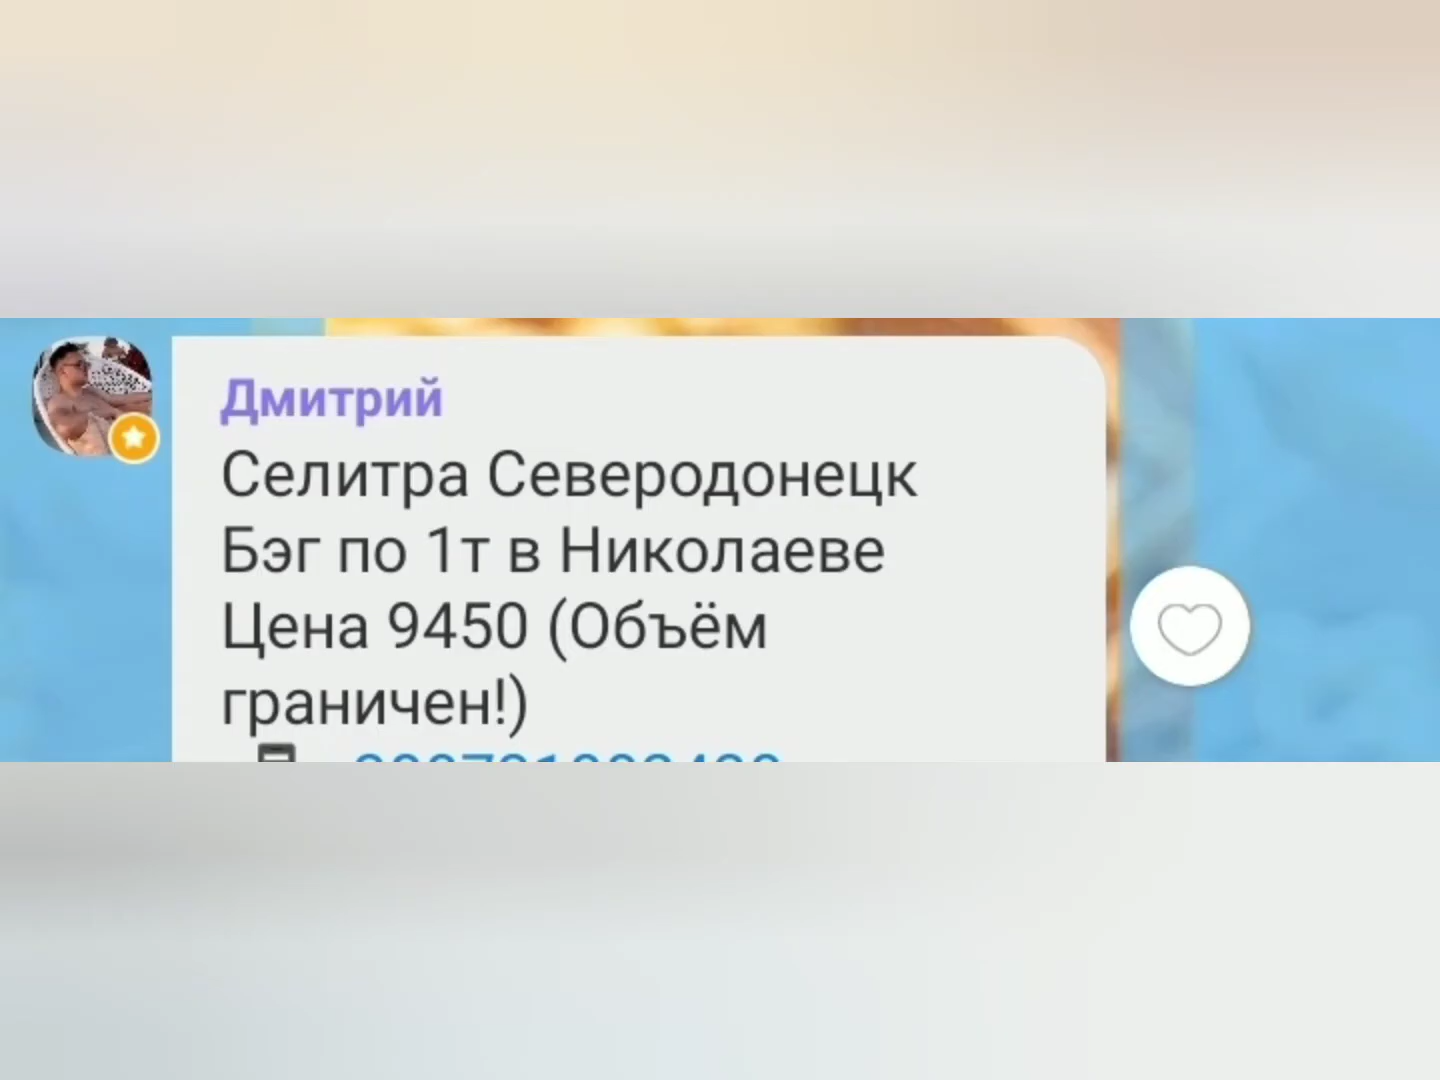 Дмитрий
Селитра Северодонецк
Бэг по 1т в Николаеве
Цена 9450 (Объём
граничен!)